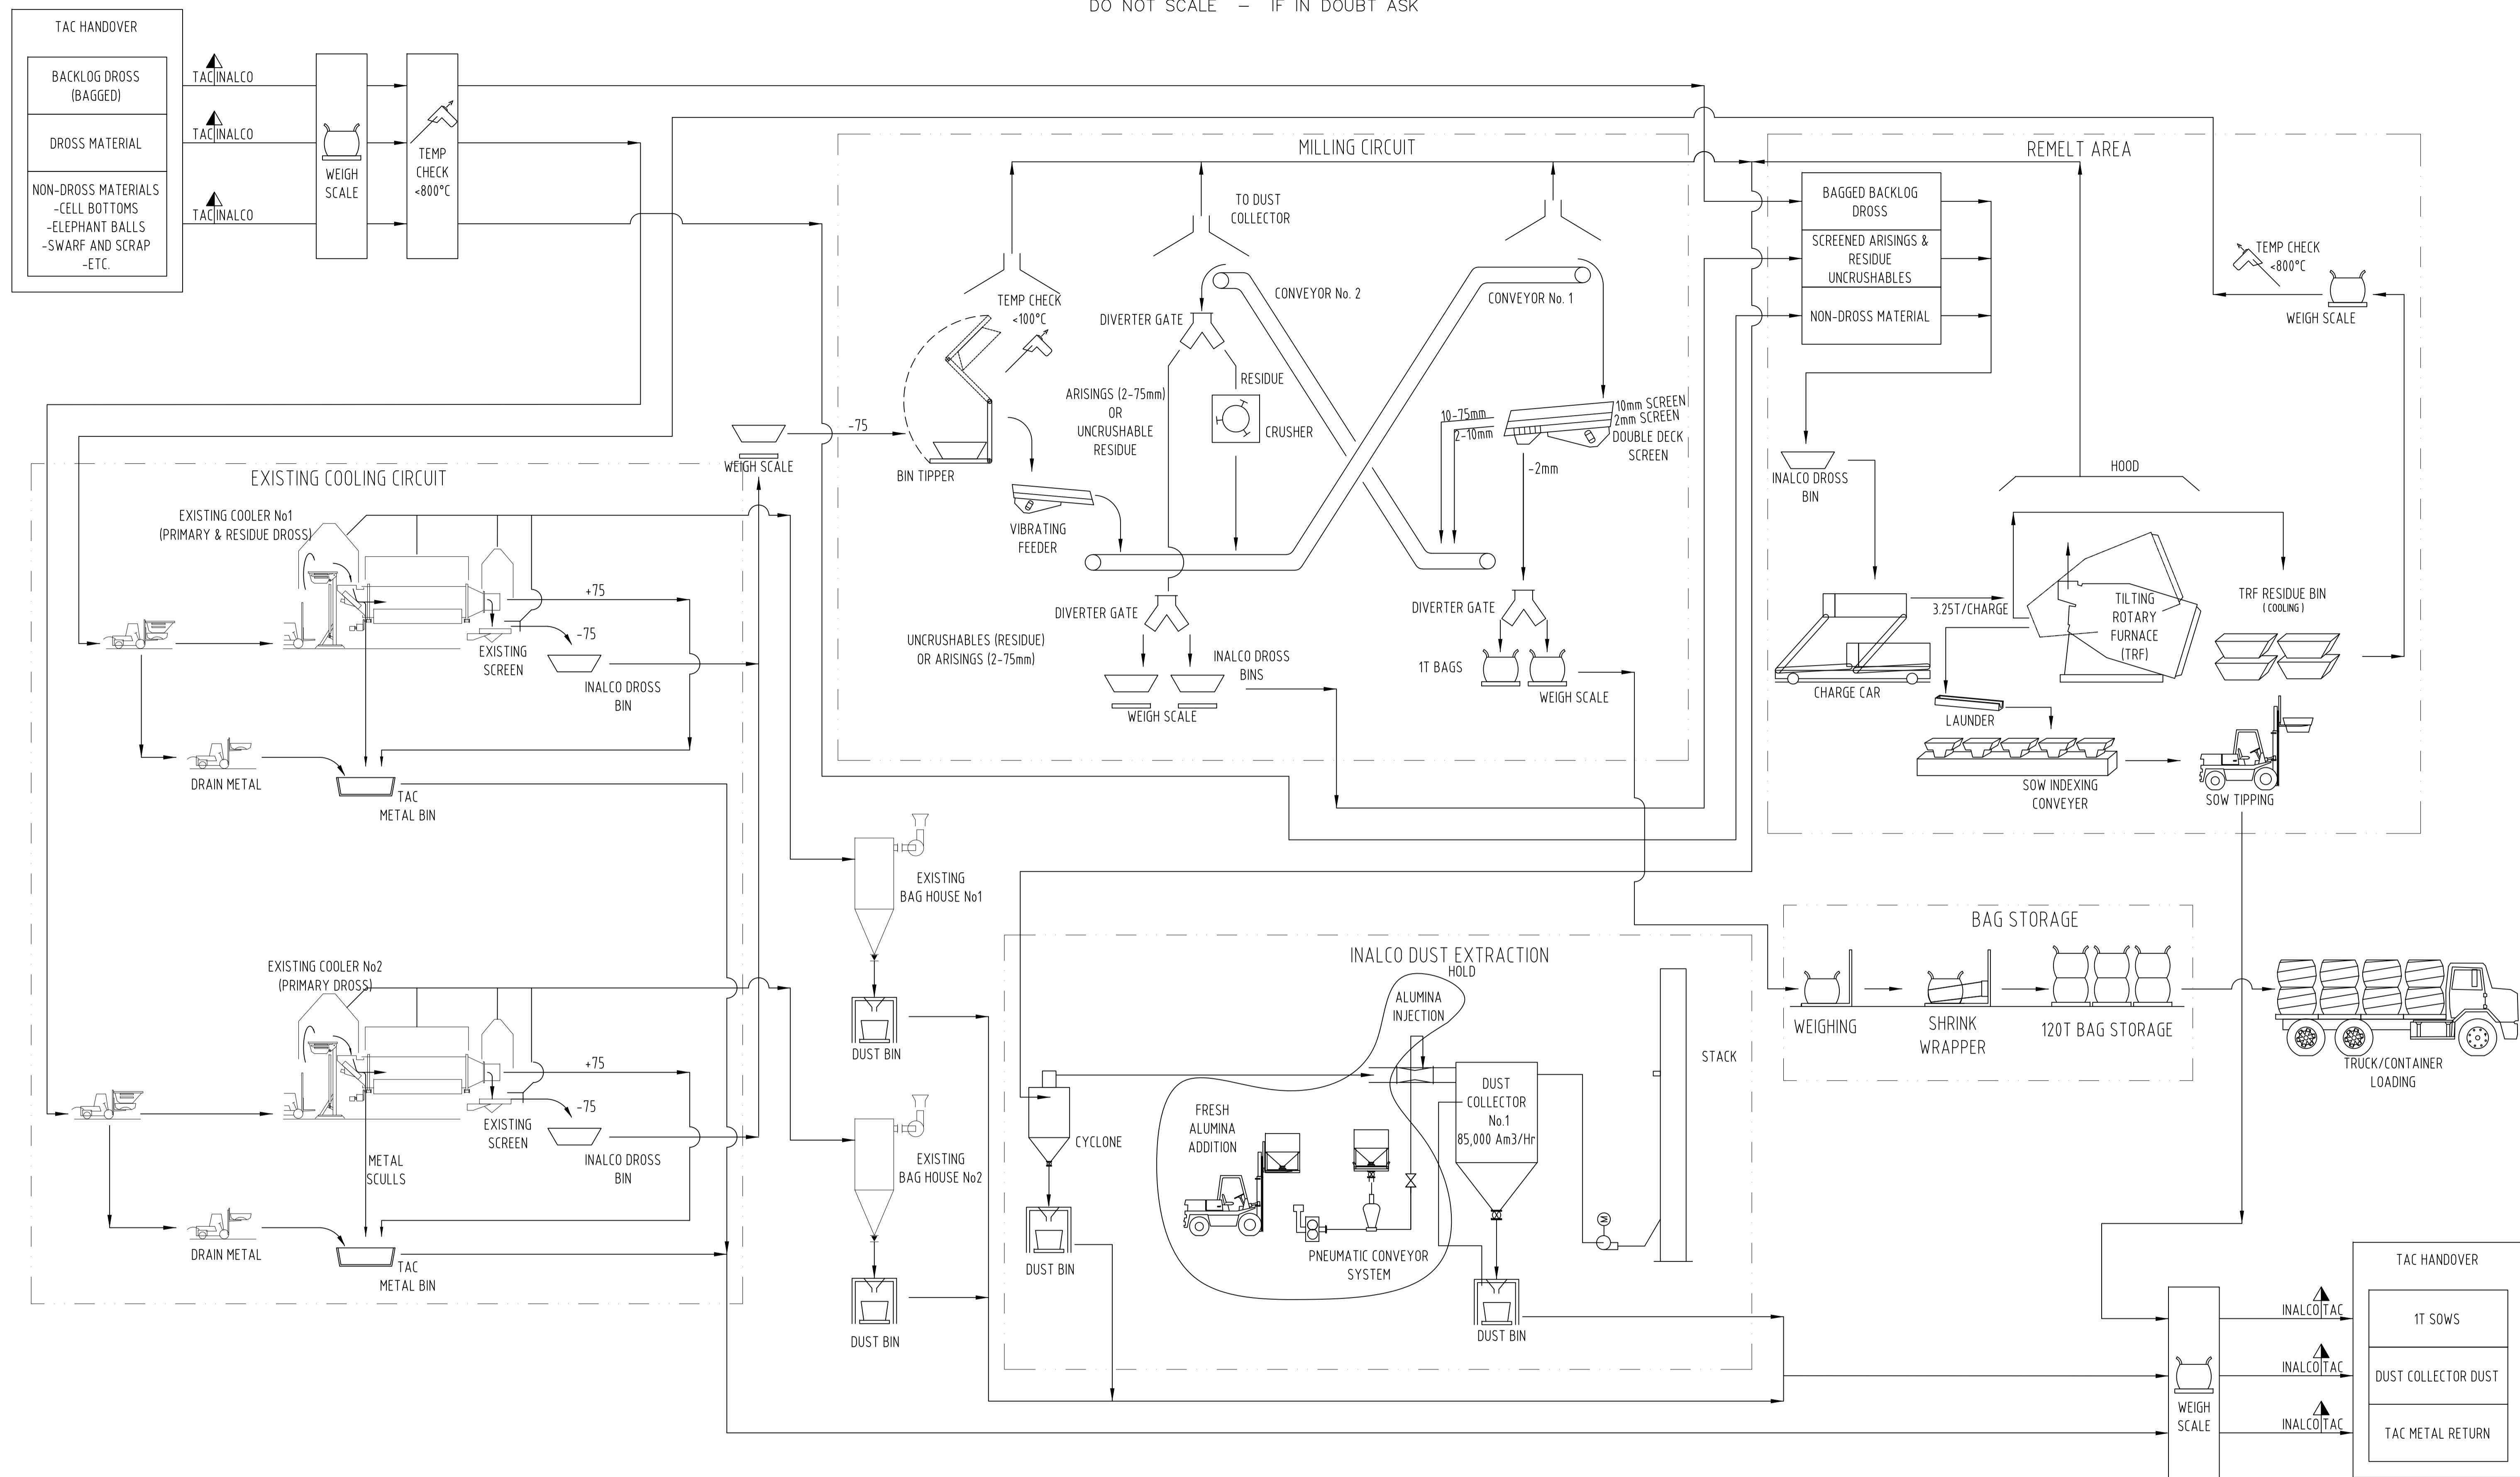 DO NOT SCALE – IF IN DOUBT ASK
TAC HANDOVER
BACKLOG DROSS
(BAGGED)
DROSS MATERIAL
NON-DROSS MATERIALS
-CELL BOTTOMS
-ELEPHANT BALLS
-SWARF AND SCRAP
-ETC.
TAC INALCO
TAC INALCO
TAC INALCO
WEIGH
SCALE
TEMP
CHECK
<800°C
EXISTING COOLING CIRCUIT
EXISTING COOLER No1
(PRIMARY & RESIDUE DROSS)
+75
-75
EXISTING
SCREEN
INALCO DROSS
BIN
DRAIN METAL
TAC
METAL BIN
EXISTING COOLER No2
(PRIMARY DROSS)
+75
-75
EXISTING
SCREEN
INALCO DROSS
BIN
METAL
SCULLS
DRAIN METAL
TAC
METAL BIN
WEIGH SCALE
-75
MILLING CIRCUIT
TO DUST
COLLECTOR
TEMP CHECK
<100°C
BIN TIPPER
VIBRATING
FEEDER
DIVERTER GATE
CONVEYOR No. 2
CONVEYOR No. 1
ARISINGS (2-75mm)
OR
UNCRUSHABLE
RESIDUE
RESIDUE
CRUSHER
10-75mm
2-10mm
10mm SCREEN
2mm SCREEN
DOUBLE DECK
SCREEN
-2mm
DIVERTER GATE
UNCRUSHABLES (RESIDUE)
OR ARISINGS (2-75mm)
INALCO DROSS
BINS
WEIGH SCALE
DIVERTER GATE
1T BAGS
WEIGH SCALE
REMELT AREA
BAGGED BACKLOG
DROSS
SCREENED ARISINGS &
RESIDUE
UNCRUSHABLES
NON-DROSS MATERIAL
TEMP CHECK
<800°C
WEIGH SCALE
INALCO DROSS
BIN
HOOD
3.25T/CHARGE
CHARGE CAR
TILTING
ROTARY
FURNACE
(TRF)
TRF RESIDUE BIN
(COOLING)
LAUNDER
SOW INDEXING
CONVEYER
SOW TIPPING
EXISTING
BAG HOUSE No1
DUST BIN
EXISTING
BAG HOUSE No2
DUST BIN
INALCO DUST EXTRACTION
HOLD
ALUMINA
INJECTION
STACK
DUST
COLLECTOR
No.1
85,000 Am3/Hr
FRESH
ALUMINA
ADDITION
CYCLONE
DUST BIN
PNEUMATIC CONVEYOR
SYSTEM
M
DUST BIN
BAG STORAGE
WEIGHING
SHRINK
WRAPPER
120T BAG STORAGE
TRUCK/CONTAINER
LOADING
WEIGH
SCALE
INALCO TAC
INALCO TAC
INALCO TAC
TAC HANDOVER
1T SOWS
DUST COLLECTOR DUST
TAC METAL RETURN